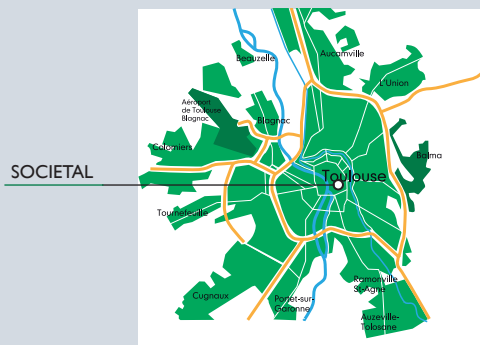 Aucamville
Beauzelle
L'Union
Aéroport
de Toulouse
Blagnac
Blagnac
Colomiers
Balma
SOCIETAL
Toulouse
Tournefeuille
Ramonville
St-Agne
Cugnaux
Portet-sur-
Garonne
Auzeville-
Tolosane